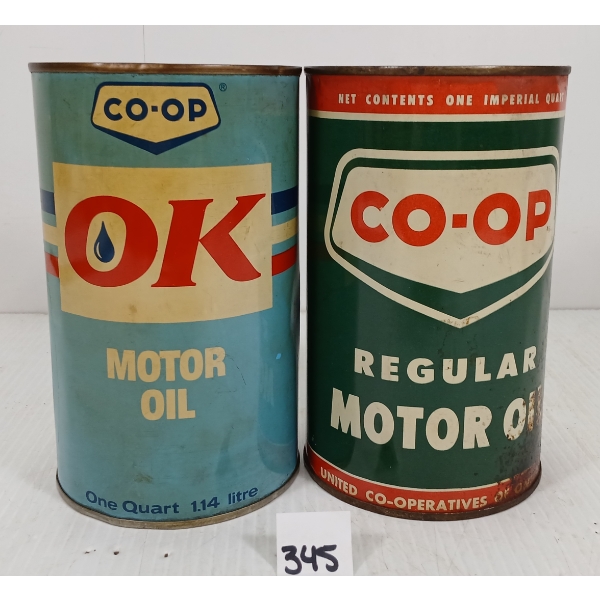 CO-OP®
OK
MOTOR
OIL
One Quart 1.14 litre
NET CONTENTS ONE IMPERIAL
CO-OP
REGULAR
MOTOR
UNITED CO-OPERATIVES
345